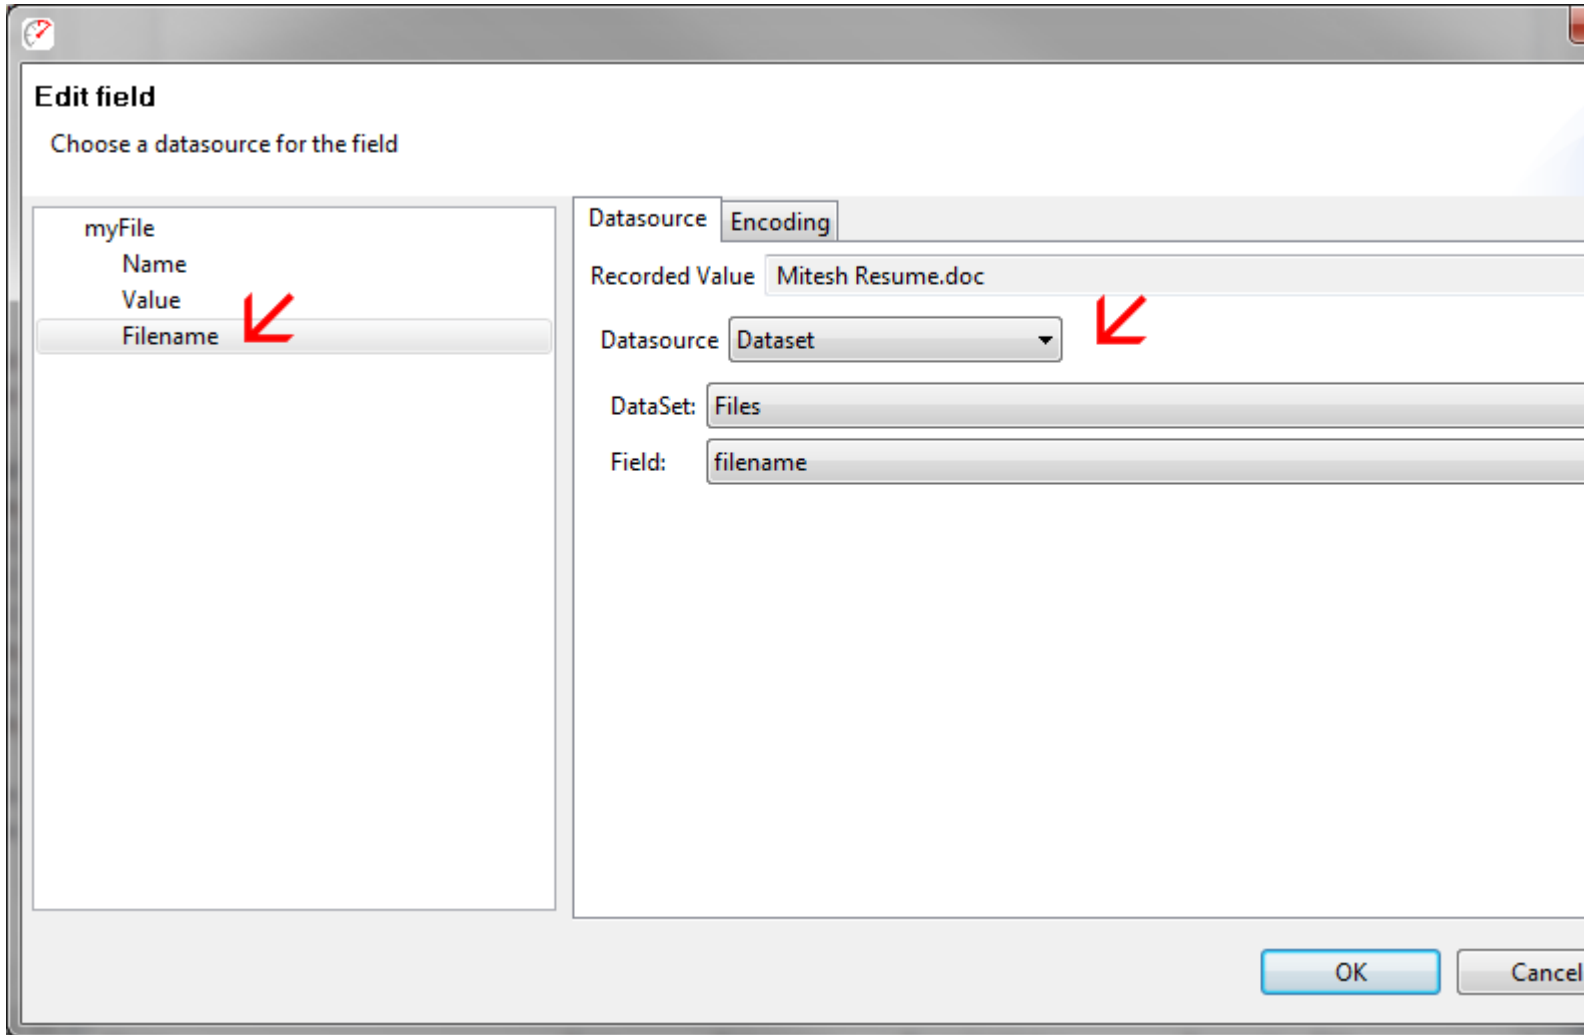 Edit field
Choose a datasource for the field
myFile
Name
Value
Filename
Datasource Encoding
Recorded Value Mitesh Resume.doc
Datasource Dataset
DataSet: Files
Field: filename
OK Cancel